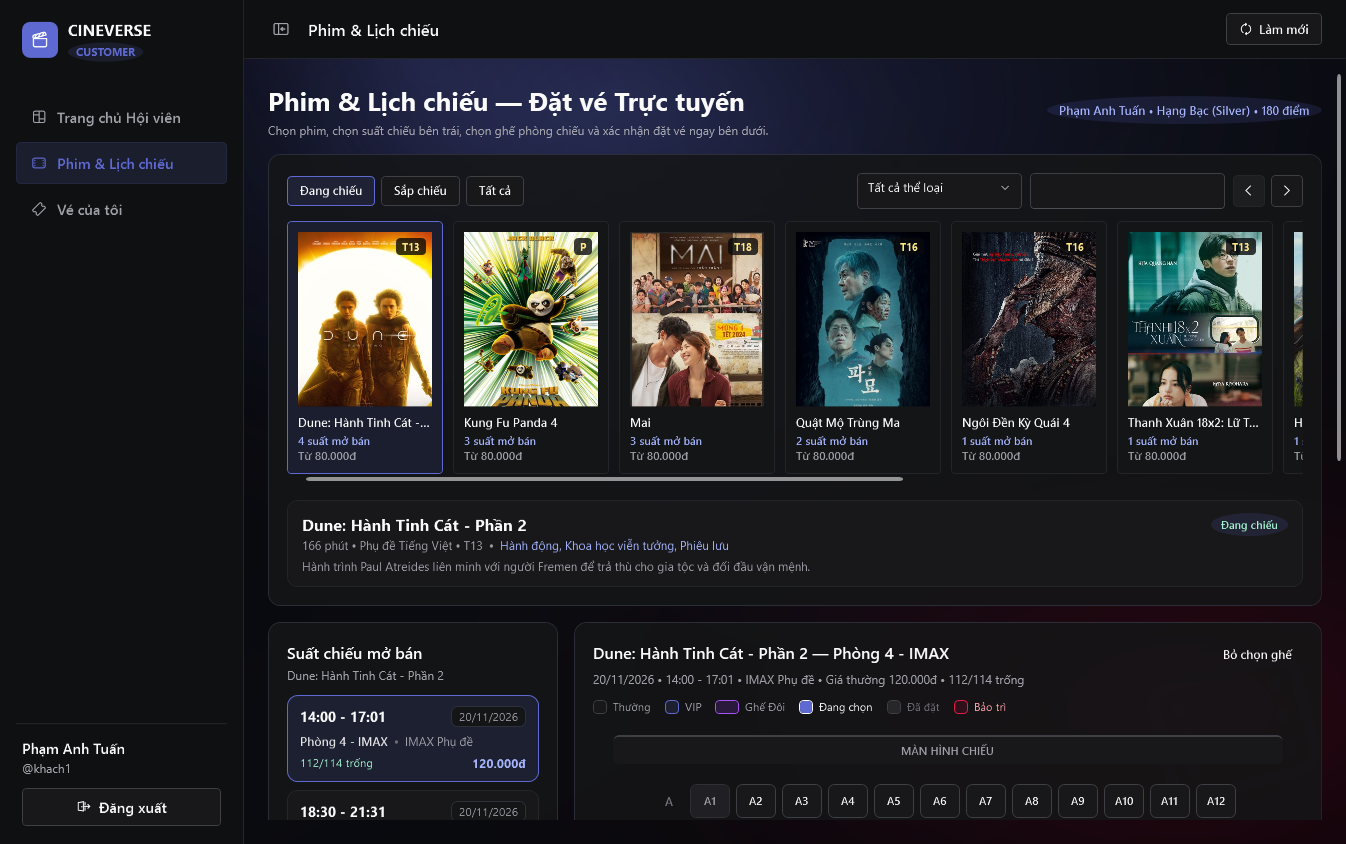 CINEVERSE
CUSTOMER
Trang chủ Hội viên
Phim & Lịch chiếu
Vé của tôi
Phạm Anh Tuấn
@khach1
Đăng xuất
Phim & Lịch chiếu
Làm mới
Phim & Lịch chiếu — Đặt vé Trực tuyến
Chọn phim, chọn suất chiếu bên trái, chọn ghế phòng chiếu và xác nhận đặt vé ngay bên dưới.
Phạm Anh Tuấn • Hạng Bạc (Silver) • 180 điểm
Đang chiếu
Sắp chiếu
Tất cả
Tất cả thể loại
T13
DUNE
Dune: Hành Tinh Cát -...
4 suất mở bán
Từ 80.000đ
P
Kung Fu Panda 4
3 suất mở bán
Từ 80.000đ
T18
MAI
MÙNG 1
TẾT 2024
Mai
3 suất mở bán
Từ 80.000đ
T16
파묘
Quật Mộ Trùng Ma
2 suất mở bán
Từ 80.000đ
T16
Ngôi Đền Kỳ Quái 4
1 suất mở bán
Từ 80.000đ
T13
HỨA QUANG HÁN
THANH XUÂN 18x2
Thanh Xuân 18x2: Lữ T...
1 suất mở bán
Từ 80.000đ
Dune: Hành Tinh Cát - Phần 2
Đang chiếu
166 phút • Phụ đề Tiếng Việt • T13 • Hành động, Khoa học viễn tưởng, Phiêu lưu
Hành trình Paul Atreides liên minh với người Fremen để trả thù cho gia tộc và đối đầu vận mệnh.
Suất chiếu mở bán
Dune: Hành Tinh Cát - Phần 2
14:00 - 17:01
20/11/2026
Phòng 4 - IMAX • IMAX Phụ đề
112/114 trống
120.000đ
18:30 - 21:31
20/11/2026
Dune: Hành Tinh Cát - Phần 2 — Phòng 4 - IMAX
Bỏ chọn ghế
20/11/2026 • 14:00 - 17:01 • IMAX Phụ đề • Giá thường 120.000đ • 112/114 trống
Thường
VIP
Ghế Đôi
Đang chọn
Đã đặt
Bảo trì
MÀN HÌNH CHIẾU
A A1 A2 A3 A4 A5 A6 A7 A8 A9 A10 A11 A12